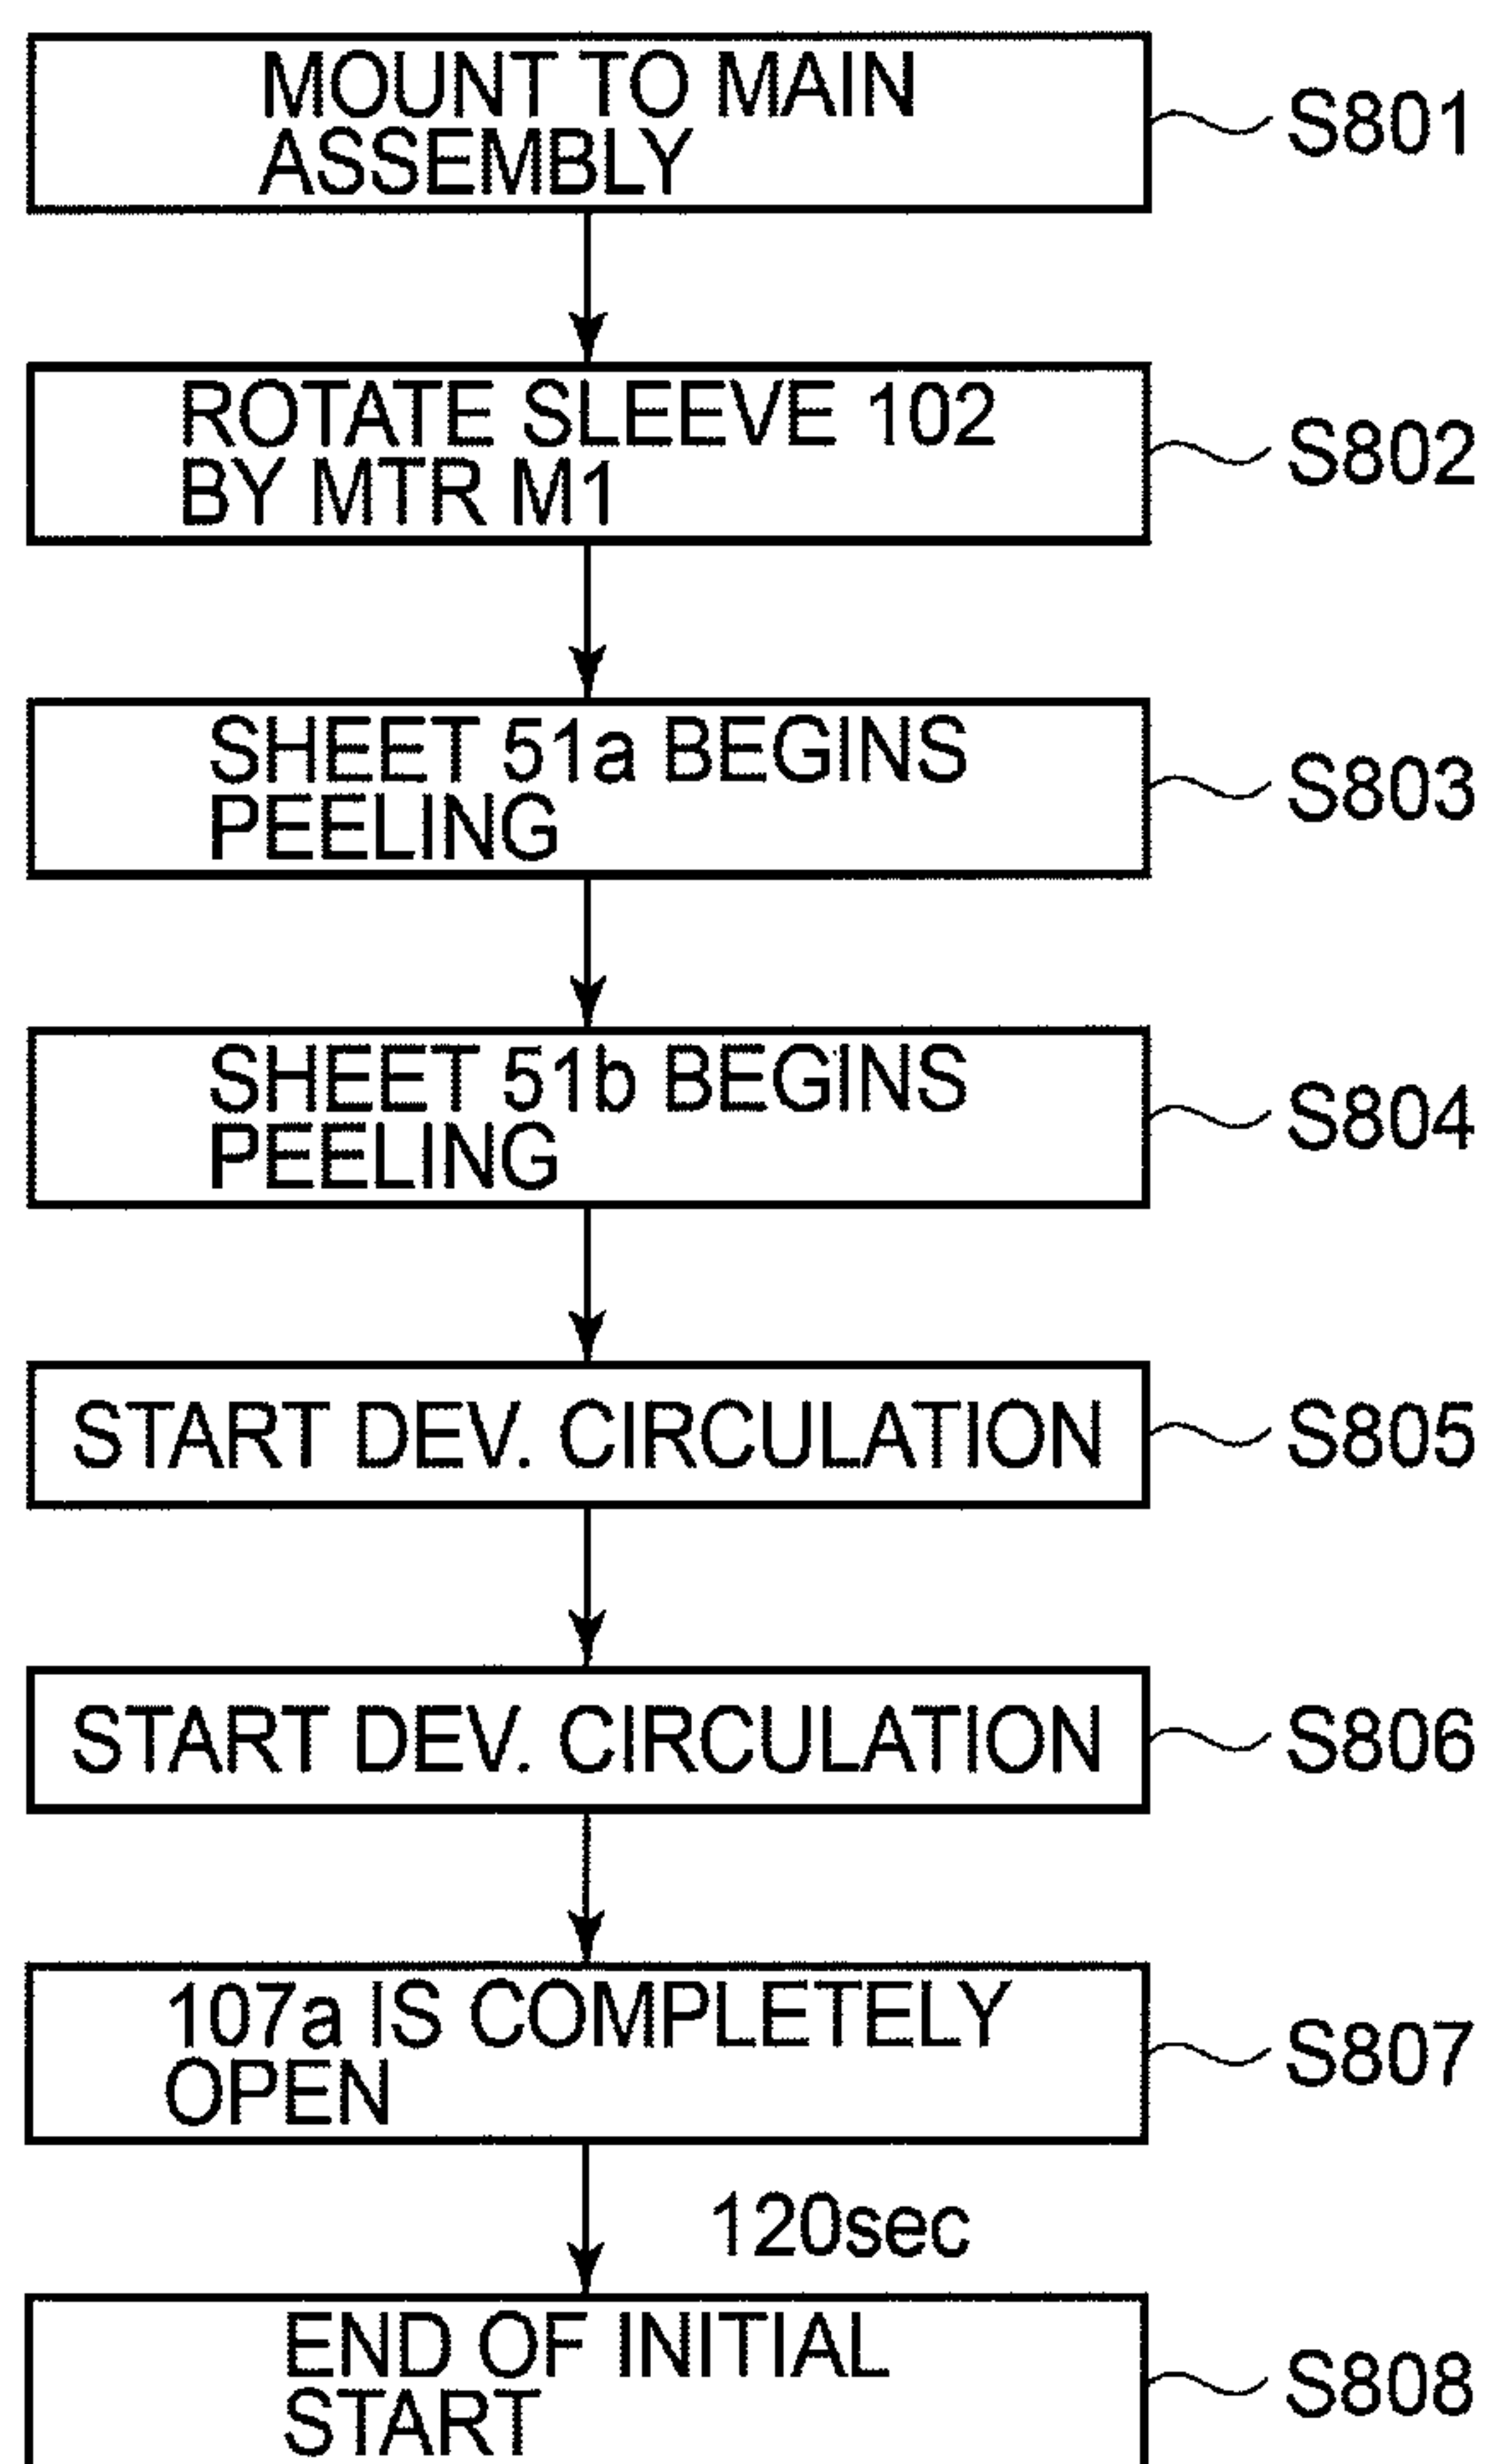 MOUNT TO MAIN
ASSEMBLY
S801
ROTATE SLEEVE 102
BY MTR M1
S802
SHEET 51a BEGINS
PEELING
S803
SHEET 51b BEGINS
PEELING
S804
START DEV. CIRCULATION
S805
START DEV. CIRCULATION
S806
107a IS COMPLETELY
OPEN
S807
120sec
END OF INITIAL
START
S808